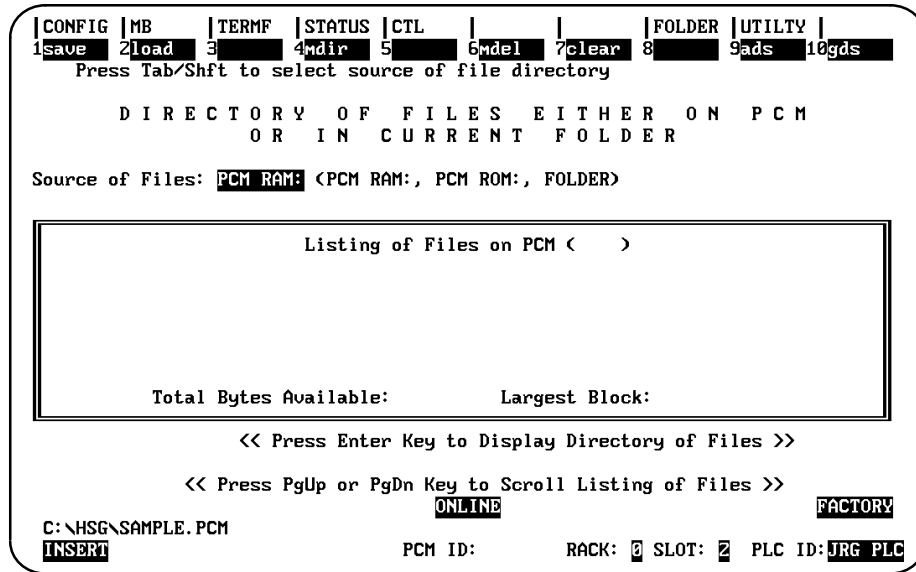 |CONFIG |MB |TERMF |STATUS |CTL | | |FOLDER |UTILTY |
1save 2load 3 4mdir 5 6mdel 7clear 8 9ads 10gds
Press Tab/Shft to select source of file directory
D I R E C T O R Y O F F I L E S E I T H E R O N P C M
O R I N C U R R E N T F O L D E R
Source of Files: PCM RAM: (PCM RAM:, PCM ROM:, FOLDER)
Listing of Files on PCM ( )
Total Bytes Available: Largest Block:
<< Press Enter Key to Display Directory of Files >>
<< Press PgUp or PgDn Key to Scroll Listing of Files >>
ONLINE FACTORY
C:\HSG\SAMPLE.PCM
INSERT PCM ID: RACK: 0 SLOT: 2 PLC ID: JRG PLC